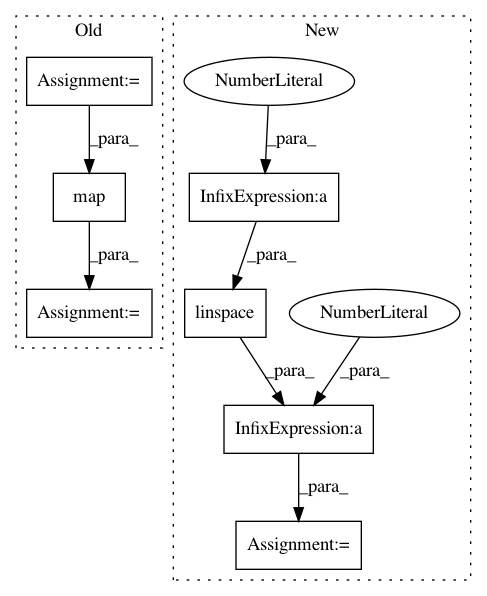 Old
New
Assignment:=
NumberLiteral
_para_
_para_
map
InfixExpression:a
_para_
_para_
Assignment:=
linspace
NumberLiteral
_para_
_para_
InfixExpression:a
_para_
Assignment:=